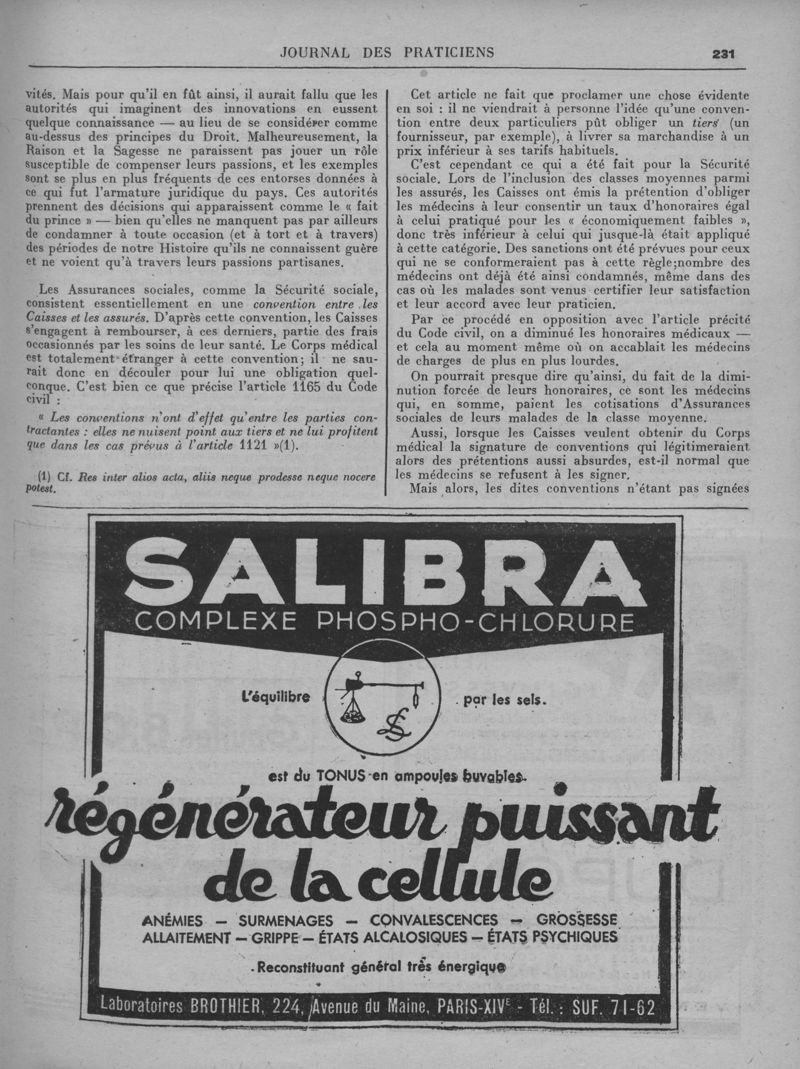 JOURNAL DES PRATICIENS 231
vités. Mais pour qu'il en fût ainsi, il aurait fallu que les
autorités qui imaginent des innovations en eussent
quelque connaissance — au lieu de se considérer comme
au-dessus des principes du Droit. Malheureusement, la
Raison et la Sagesse ne paraissent pas jouer un rôle
susceptible de compenser leurs passions, et les exemples
sont se plus en plus fréquents de ces entorses données à
ce qui fut l'armature juridique du pays. Ces autorités
prennent des décisions qui apparaissent comme le « fait
du prince » — bien qu'elles ne manquent pas par ailleurs
de condamner à toute occasion (et à tort et à travers)
des périodes de notre Histoire qu'ils ne connaissent guère
et ne voient qu'à travers leurs passions partisanes.
Les Assurances sociales, comme la Sécurité sociale,
consistent essentiellement en une convention entre les
Caisses et les assurés. D'après cette convention, les Caisses
s'engagent à rembourser, à ces derniers, partie des frais
occasionnés par les soins de leur santé. Le Corps médical
est totalement étranger à cette convention; il ne sau-
rait donc en découler pour lui une obligation quel-
conque. C'est bien ce que précise l'article 1165 du Code
civil :
« Les conventions n'ont d'effet qu'entre les parties con-
tractantes : elles ne nuisent point aux tiers et ne lui profitent
que dans les cas prévus à l'article 1121 »(1).
(1) Cf. Res inter alios acta, aliis neque prodesse neque nocere
potest.
Cet article ne fait que proclamer une chose évidente
en soi : il ne viendrait à personne l'idée qu'une conven-
tion entre deux particuliers pût obliger un tiers (un
fournisseur, par exemple), à livrer sa marchandise à un
prix inférieur à ses tarifs habituels.
C'est cependant ce qui a été fait pour la Sécurité
sociale. Lors de l'inclusion des classes moyennes parmi
les assurés, les Caisses ont émis la prétention d'obliger
les médecins à leur consentir un taux d'honoraires égal
à celui pratiqué pour les « économiquement faibles »,
donc très inférieur à celui qui jusque-là était appliqué
à cette catégorie. Des sanctions ont été prévues pour ceux
qui ne se conformeraient pas à cette règle;nombre des
médecins ont déjà été ainsi condamnés, même dans des
cas où les malades sont venus certifier leur satisfaction
et leur accord avec leur praticien.
Par ce procédé en opposition avec l'article précité
du Code civil, on a diminué les honoraires médicaux —
et cela au moment même où on accablait les médecins
de charges de plus en plus lourdes.
On pourrait presque dire qu'ainsi, du fait de la dimi-
nution forcée de leurs honoraires, ce sont les médecins
qui, en somme, paient les cotisations d'Assurances
sociales de leurs malades de la classe moyenne.
Aussi, lorsque les Caisses veulent obtenir du Corps
médical la signature de conventions qui légitimeraient
alors des prétentions aussi absurdes, est-il normal que
les médecins se refusent à les signer.
Mais alors, les dites conventions n'étant pas signées
SALIBRA
COMPLEXE PHOSPHO-CHLORURE
L'équilibre par les sels.
est du TONUS en ampoules buvables.
régénérateur puissant
de la cellule
ANÉMIES — SURMENAGES — CONVALESCENCES — GROSSESSE
ALLAITEMENT — GRIPPE — ÉTATS ALCALOSIQUES — ÉTATS PSYCHIQUES
Reconstituant général très énergique
Laboratoires BROTHIER, 224, Avenue du Maine, PARIS-XIVE - Tél. : SUF. 71-62